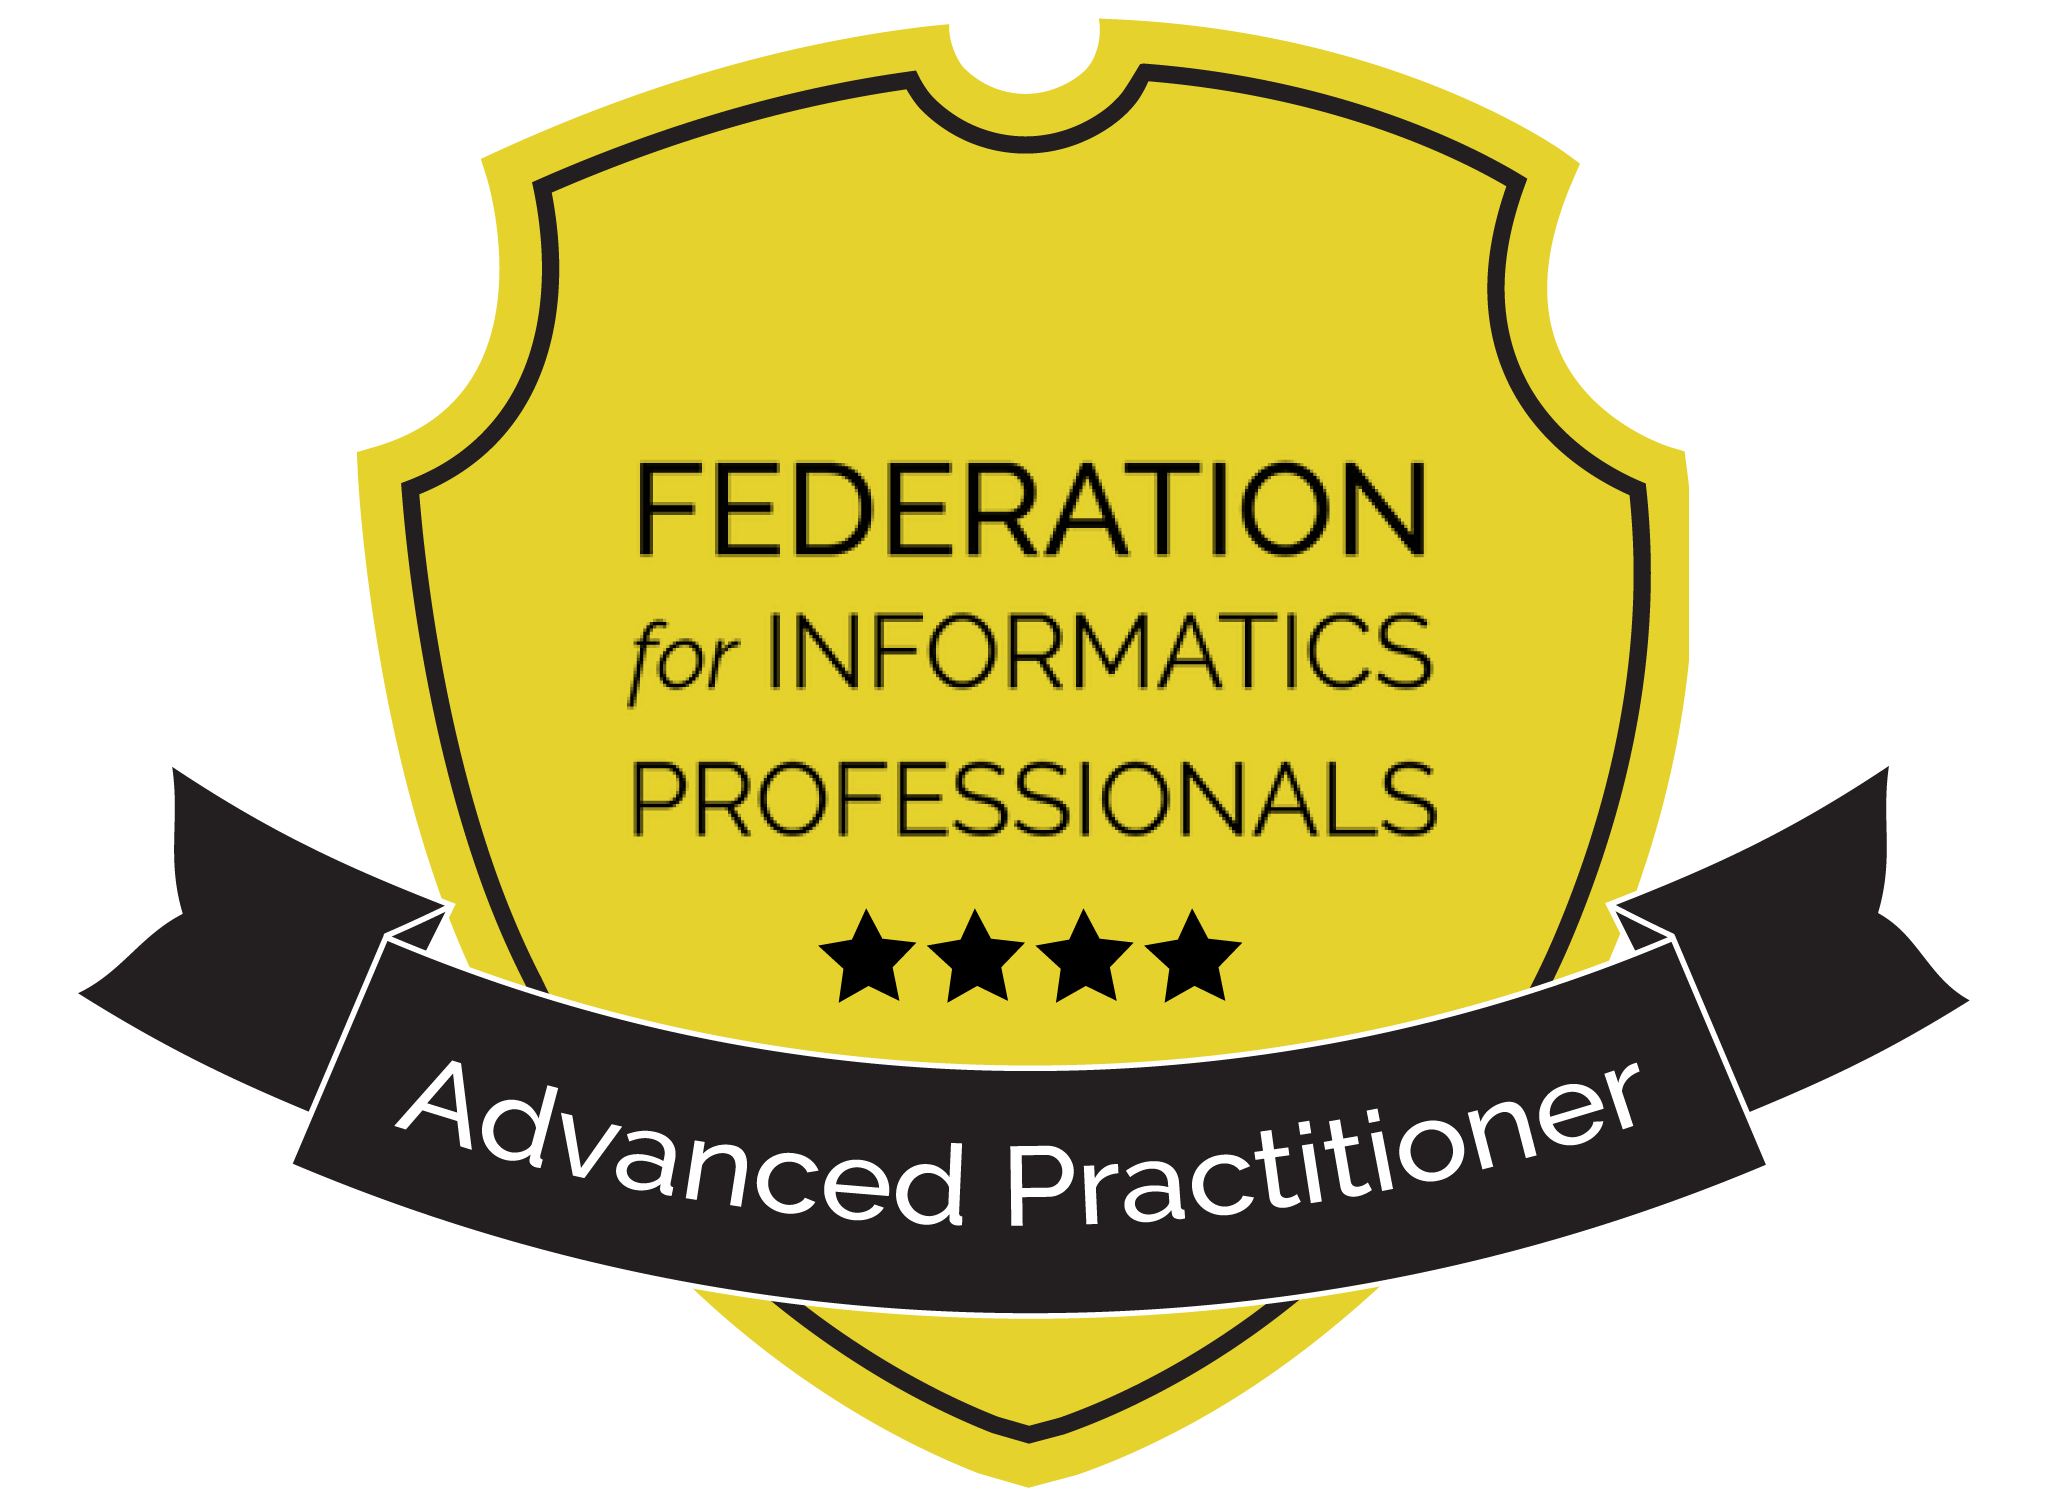 FEDERATION
for INFORMATICS
PROFESSIONALS
Advanced Practitioner